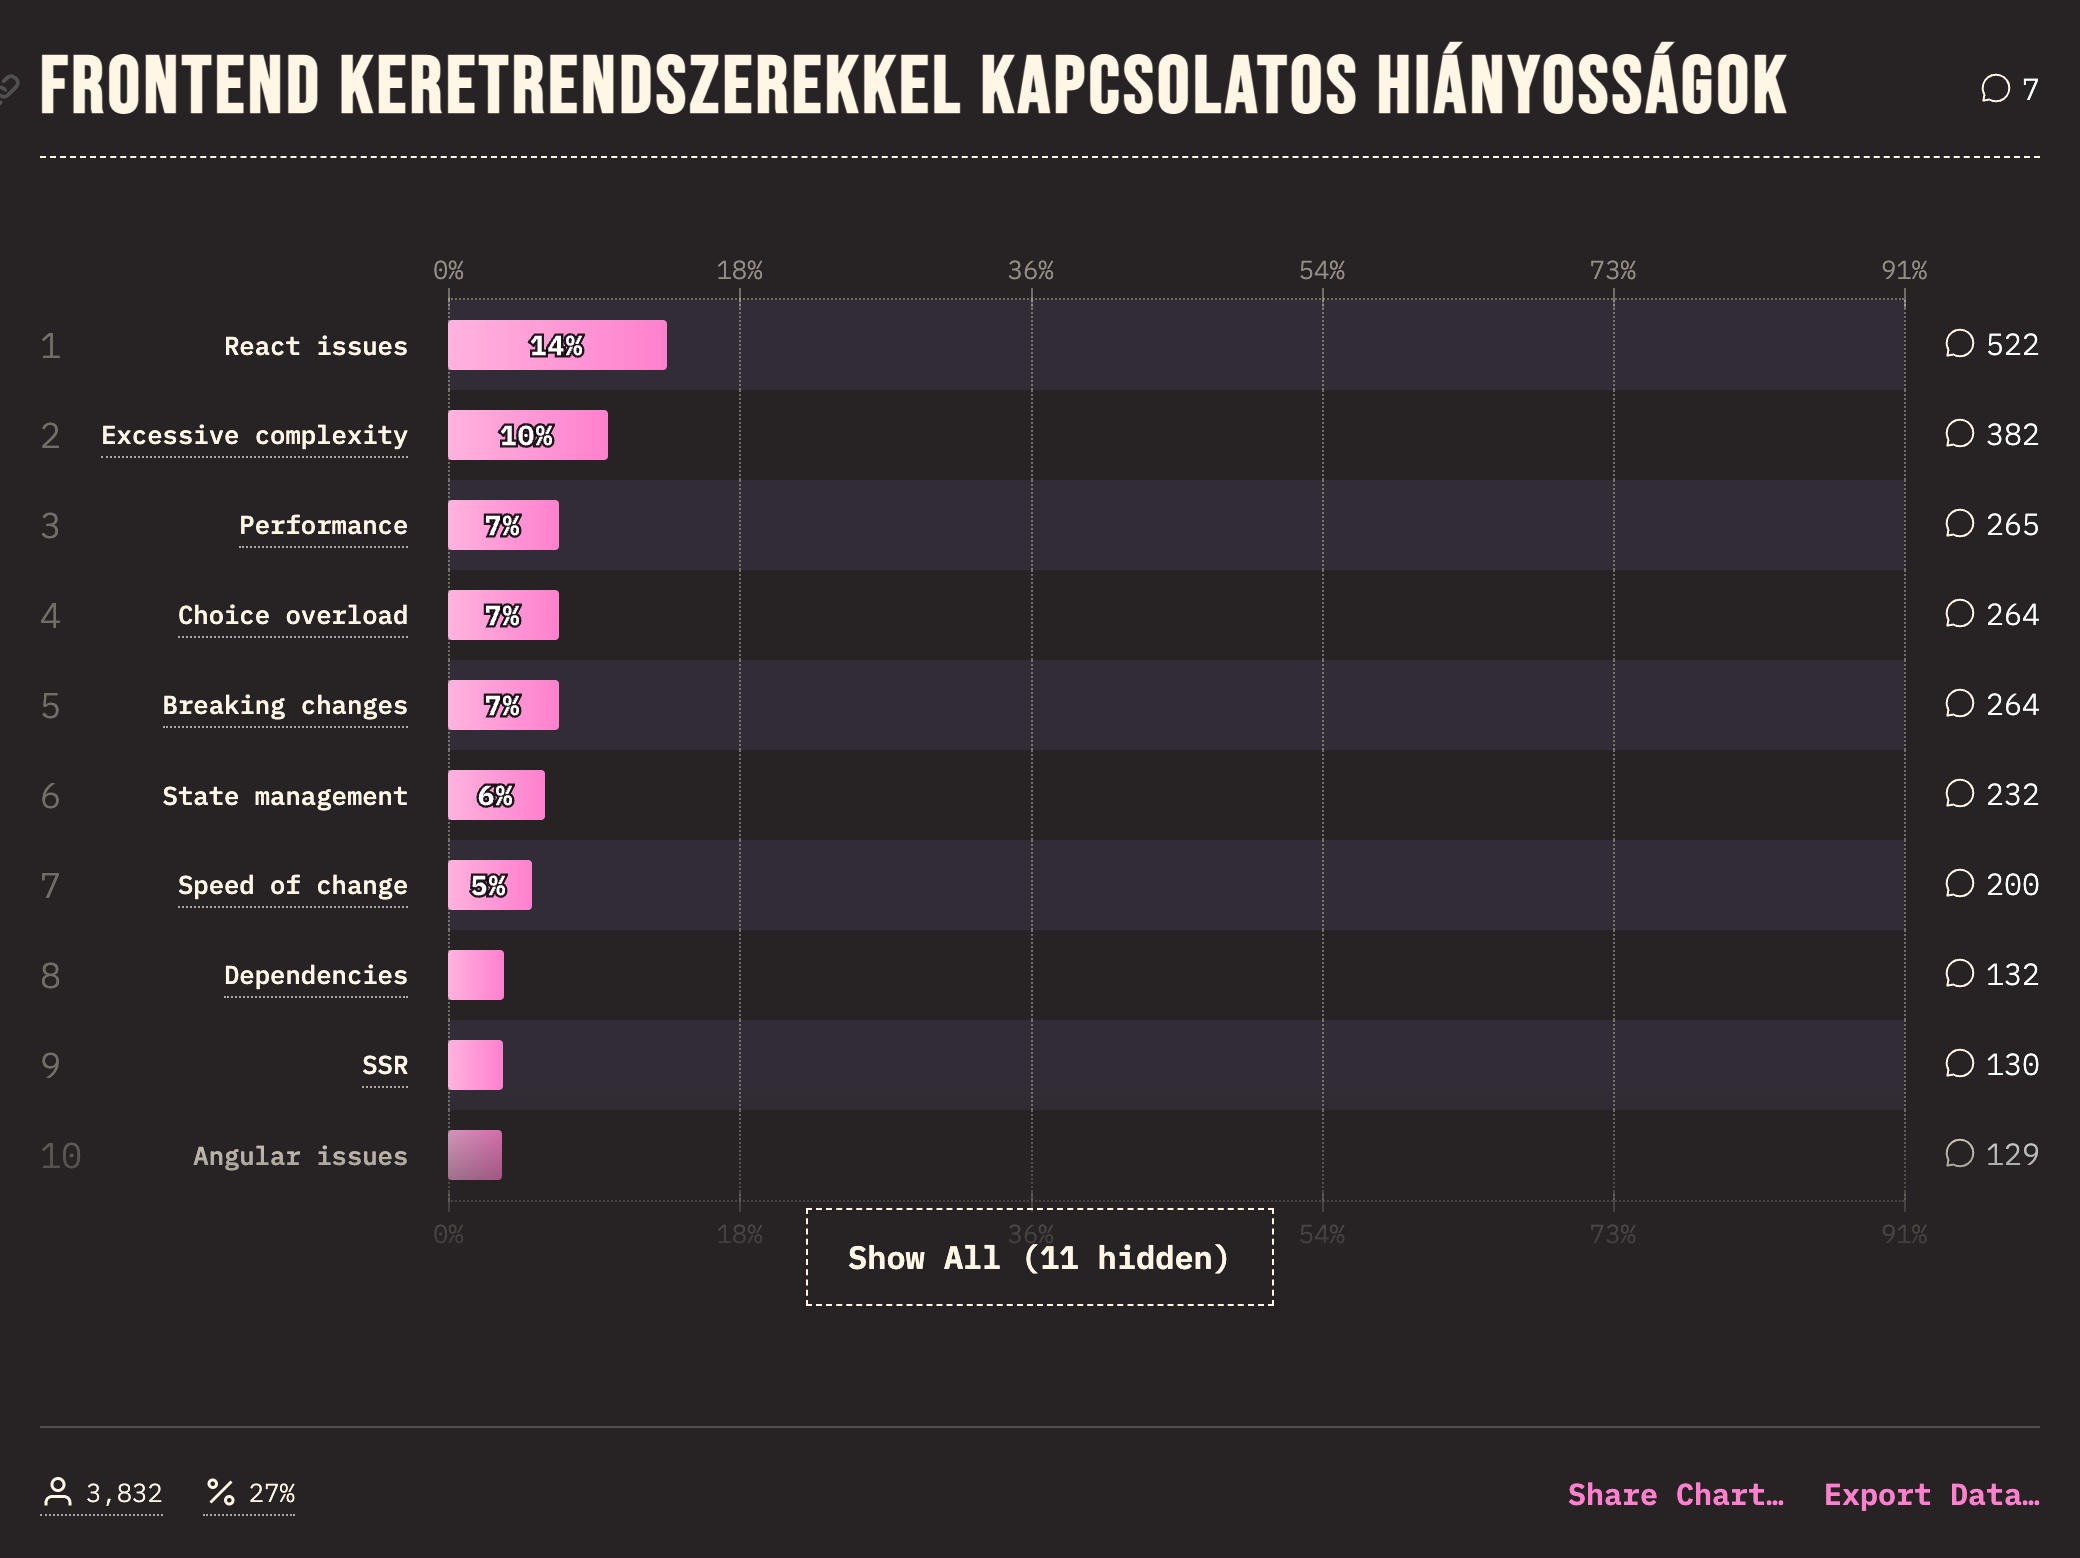 FRONTEND KERETRENDSZEREKKEL KAPCSOLATOS HIÁNYOSSÁGOK 7
0% 18% 36% 54% 73% 91%
1 React issues 14% 522
2 Excessive complexity 10% 382
3 Performance 7% 265
4 Choice overload 7% 264
5 Breaking changes 7% 264
6 State management 6% 232
7 Speed of change 5% 200
8 Dependencies 132
9 SSR 130
10 Angular issues 129
0% 18% 36% 54% 73% 91%
Show All (11 hidden)
3,832 27% Share Chart… Export Data…